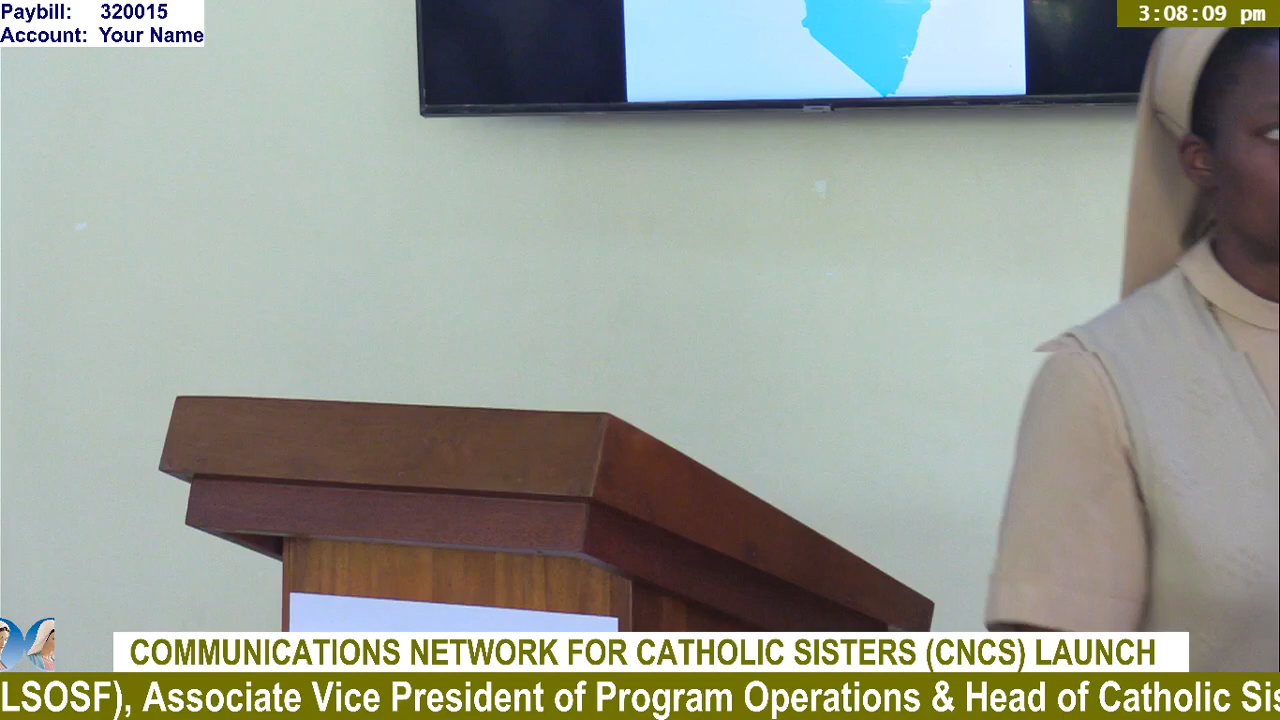 Paybill: 320015
Account: Your Name
3:08:09 pm
COMMUNICATIONS NETWORK FOR CATHOLIC SISTERS (CNCS) LAUNCH
LSOSF), Associate Vice President of Program Operations & Head of Catholic Sis